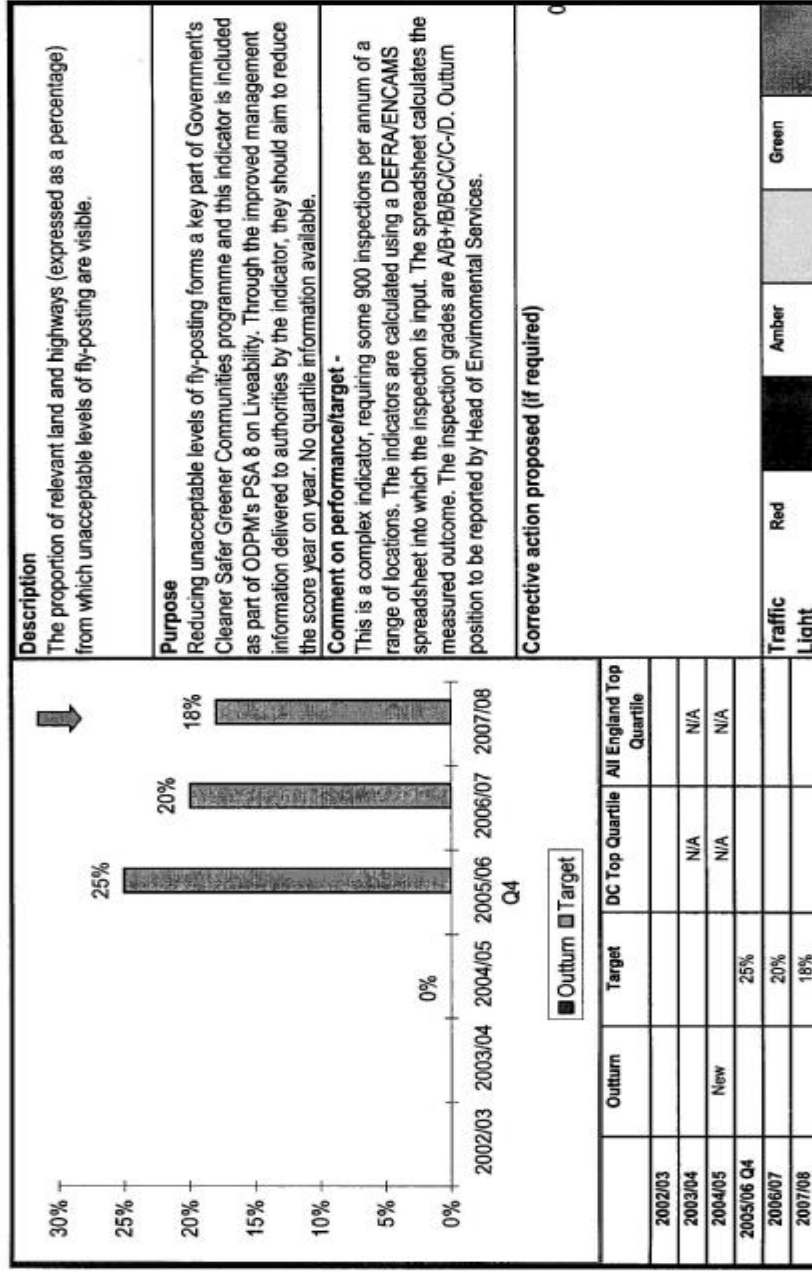 30%
25%
20%
15%
10%
5%
0%
0%
25%
20%
18%
2002/03 2003/04 2004/05 2005/06 2006/07 2007/08
Q4
Outturn Target
Outturn Target DC Top Quartile All England Top
Quartile
2002/03
2003/04 N/A N/A
2004/05 New N/A N/A
2005/06 Q4 25%
2006/07 20%
2007/08 18%
Description
The proportion of relevant land and highways (expressed as a percentage)
from which unacceptable levels of fly-posting are visible.
Purpose
Reducing unacceptable levels of fly-posting forms a key part of Government's
Cleaner Safer Greener Communities programme and this indicator is included
as part of ODPM's PSA 8 on Liveability. Through the improved management
information delivered to authorities by the indicator, they should aim to reduce
the score year on year. No quartile information available.
Comment on performance/target -
This is a complex indicator, requiring some 900 inspections per annum of a
range of locations. The indicators are calculated using a DEFRA/ENCAMS
spreadsheet into which the inspection is input. The spreadsheet calculates the
measured outcome. The inspection grades are A/B+/B/BC/C/C-/D. Outturn
position to be reported by Head of Envirnomental Services.
Corrective action proposed (if required)
0
Traffic Red Amber Green
Light